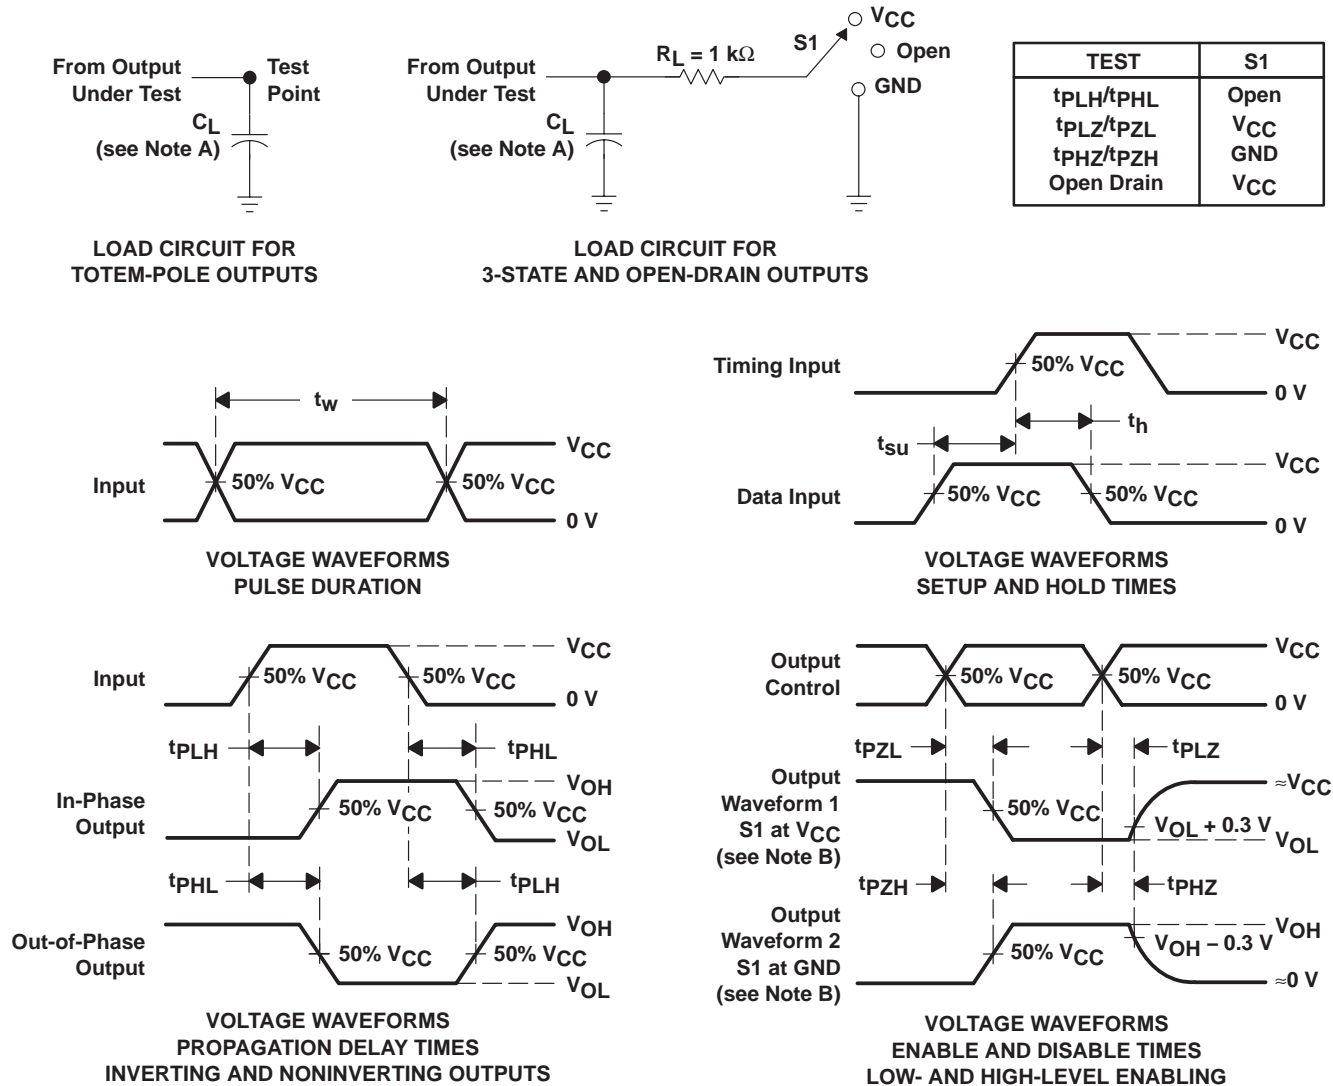 From Output
Under Test
Test
Point
CL
(see Note A)
LOAD CIRCUIT FOR
TOTEM-POLE OUTPUTS
From Output
Under Test
CL
(see Note A)
RL = 1 kΩ
S1
VCC
Open
GND
LOAD CIRCUIT FOR
3-STATE AND OPEN-DRAIN OUTPUTS
TEST S1
tPLH/tPHL Open
tPLZ/tPZL VCC
tPHZ/tPZH GND
Open Drain VCC
tw
Input
50% VCC
50% VCC
VCC
0 V
VOLTAGE WAVEFORMS
PULSE DURATION
Timing Input
50% VCC
VCC
0 V
tsu
th
Data Input
50% VCC
50% VCC
VCC
0 V
VOLTAGE WAVEFORMS
SETUP AND HOLD TIMES
Input
50% VCC
50% VCC
VCC
0 V
tPLH
tPHL
In-Phase
Output
50% VCC
50% VCC
VOH
VOL
tPHL
tPLH
Out-of-Phase
Output
50% VCC
50% VCC
VOH
VOL
VOLTAGE WAVEFORMS
PROPAGATION DELAY TIMES
INVERTING AND NONINVERTING OUTPUTS
Output
Control
50% VCC
50% VCC
VCC
0 V
tPZL
tPLZ
Output
Waveform 1
S1 at VCC
(see Note B)
50% VCC
≈VCC
VOL + 0.3 V
VOL
tPZH
tPHZ
Output
Waveform 2
S1 at GND
(see Note B)
50% VCC
VOH
VOH − 0.3 V
≈0 V
VOLTAGE WAVEFORMS
ENABLE AND DISABLE TIMES
LOW- AND HIGH-LEVEL ENABLING